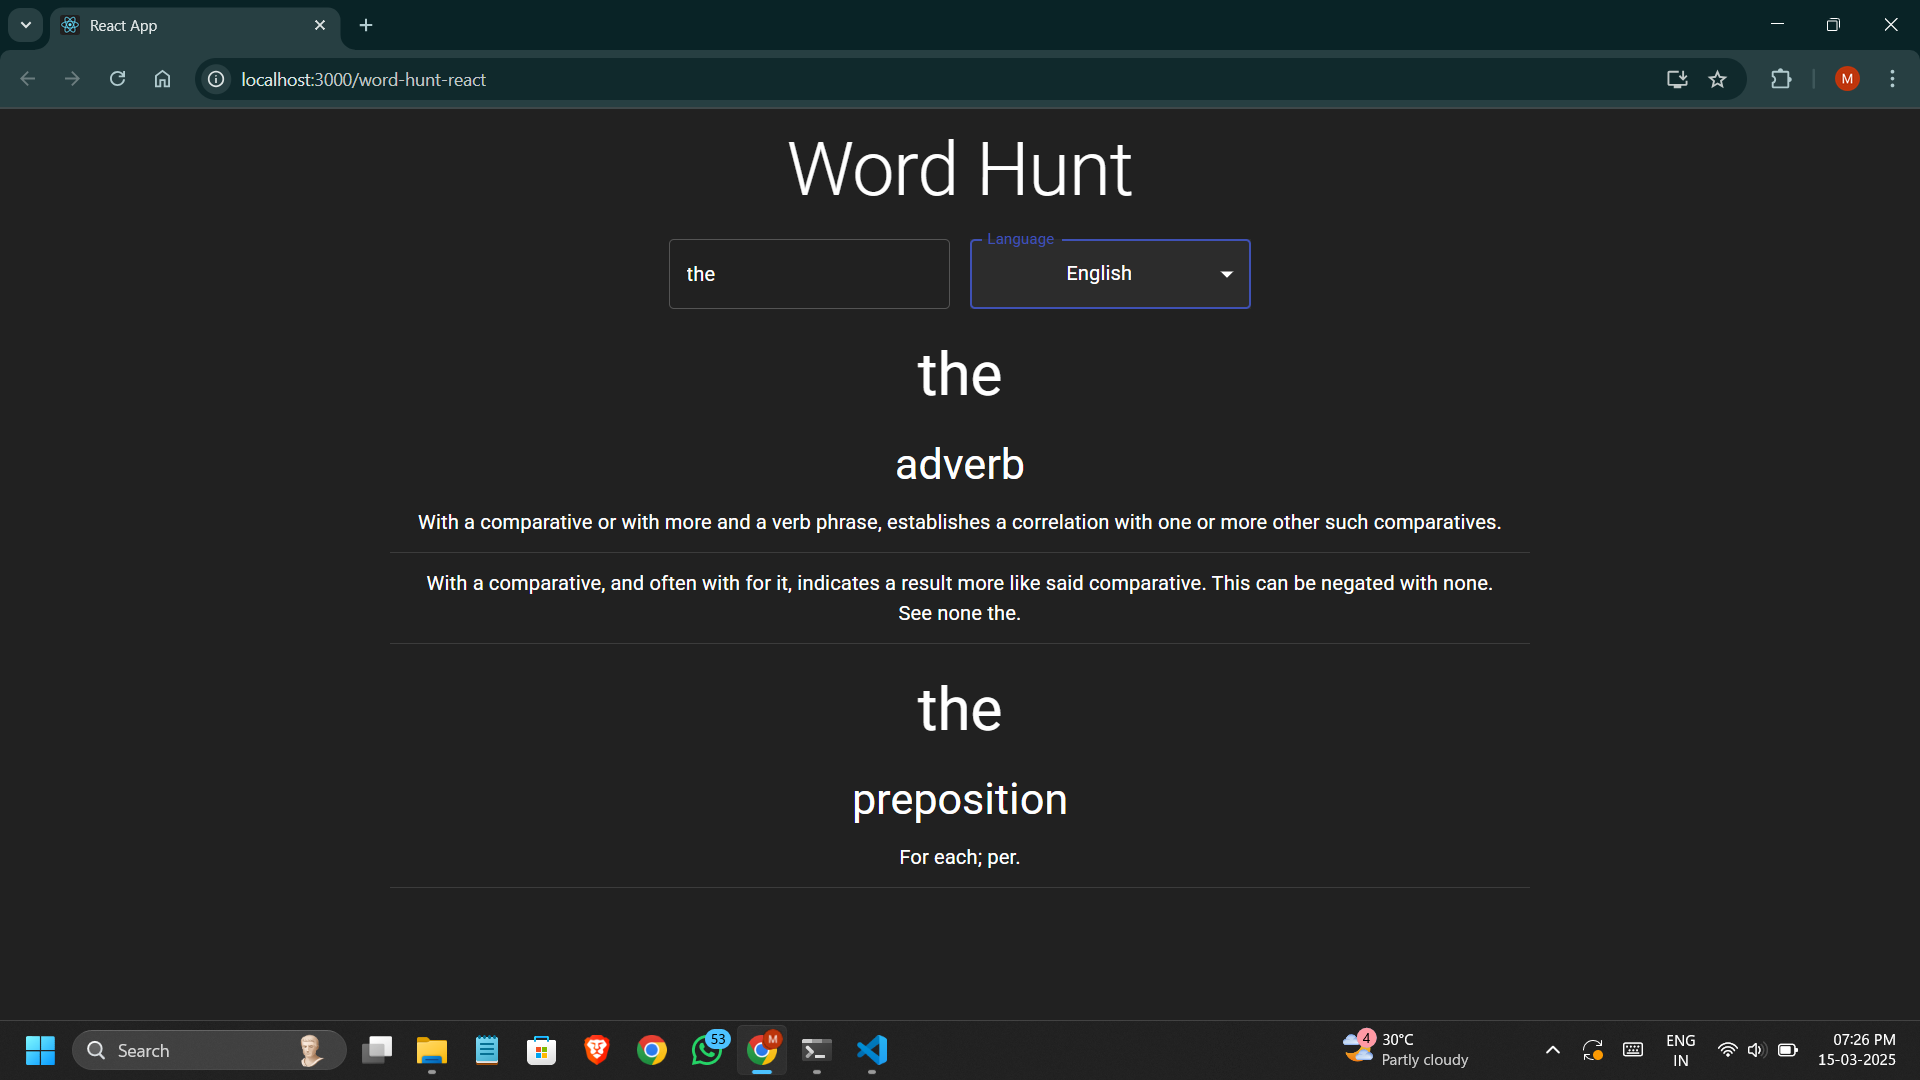 React App
localhost:3000/word-hunt-react
M
Word Hunt
Language
the
English
the
adverb
With a comparative or with more and a verb phrase, establishes a correlation with one or more other such comparatives.
With a comparative, and often with for it, indicates a result more like said comparative. This can be negated with none.
See none the.
the
preposition
For each; per.
Search
53
M
4
30°C
Partly cloudy
ENG
IN
07:26 PM
15-03-2025